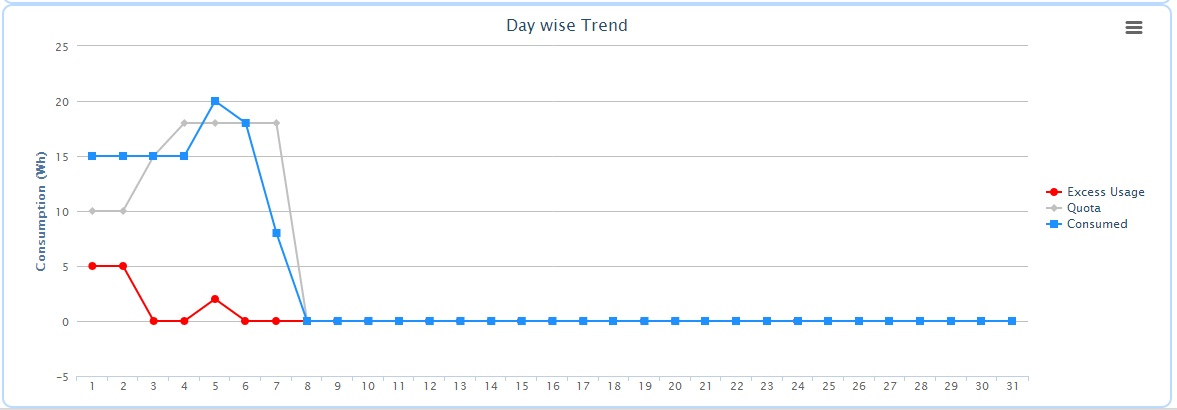 Day wise Trend
25
20
15
10
5
0
-5
Consumption (Wh)
1 2 3 4 5 6 7 8 9 10 11 12 13 14 15 16 17 18 19 20 21 22 23 24 25 26 27 28 29 30 31
Excess Usage
Quota
Consumed